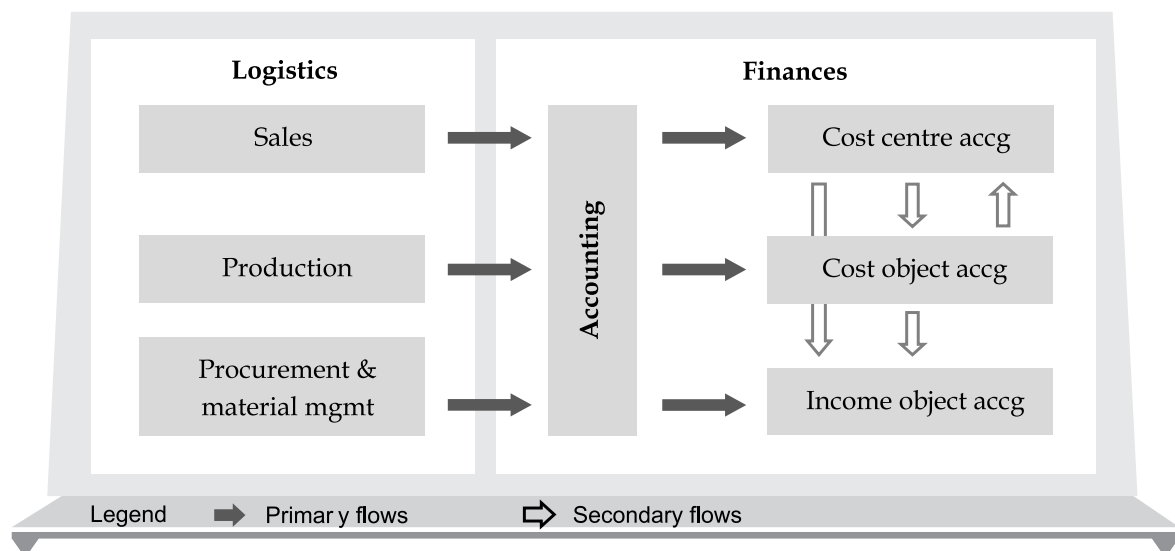 Logistics
Sales
Production
Procurement &
material mgmt
Finances
Accounting
Cost centre accg
Cost object accg
Income object accg
Legend
Primar y flows
Secondary flows